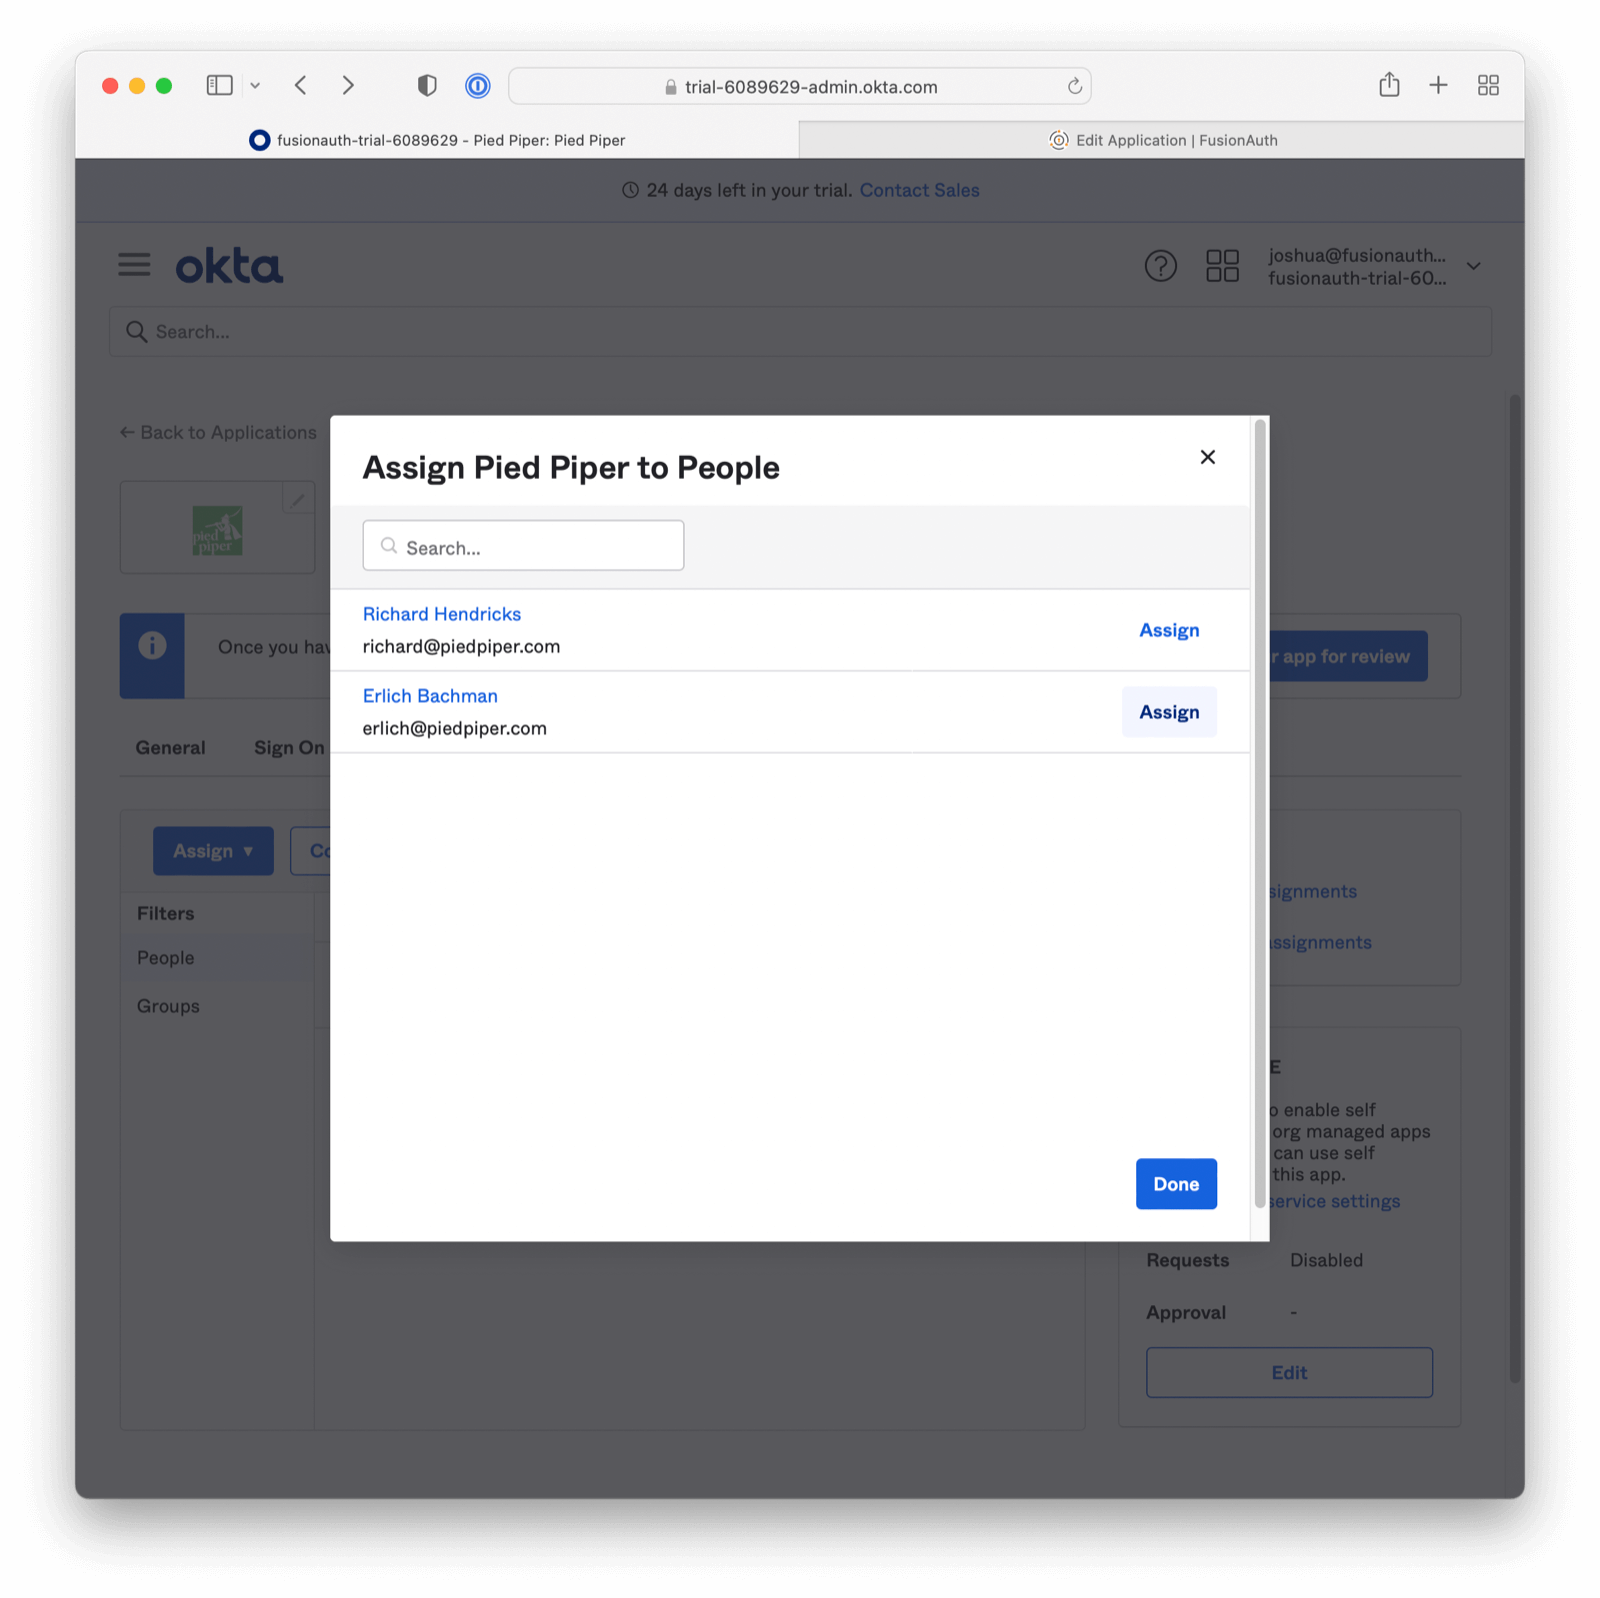 trial-6089629-admin.okta.com
fusionauth-trial-6089629 - Pied Piper: Pied Piper
Edit Application | FusionAuth
24 days left in your trial. Contact Sales
okta
joshua@fusionauth...
fusionauth-trial-60...
Search...
← Back to Applications
pied
piper
Assign Pied Piper to People
Search...
Richard Hendricks
richard@piedpiper.com
Assign
Erlich Bachman
erlich@piedpiper.com
Assign
Once you hav
r app for review
General
Sign On
Assign ▼
Co
Filters
People
Groups
signments
ssignments
E
o enable self
org managed apps
can use self
this app.
service settings
Done
Requests
Disabled
Approval
-
Edit